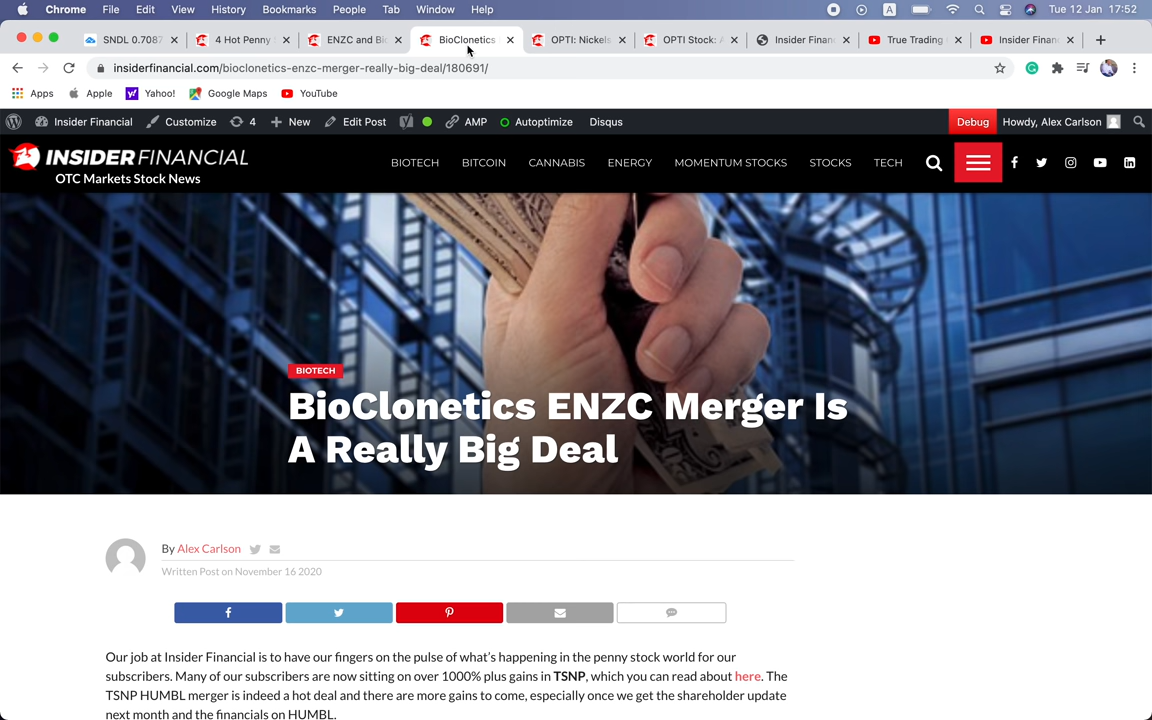 Chrome File Edit View History Bookmarks People Tab Window Help A Tue 12 Jan 17:52
SNDL 0.7087 4 Hot Penny ENZC and Bio BioClonetics OPTI: Nickels OPTI Stock: Insider Finan True Trading Insider Finan
insiderfinancial.com/bioclonetics-enzc-merger-really-big-deal/180691/
Apps Apple Yahoo! Google Maps YouTube
Insider Financial Customize 4 New Edit Post AMP Autoptimize Disqus Debug Howdy, Alex Carlson
INSIDER FINANCIAL
OTC Markets Stock News
BIOTECH BITCOIN CANNABIS ENERGY MOMENTUM STOCKS STOCKS TECH
BIOTECH
BioClonetics ENZC Merger Is
A Really Big Deal
By Alex Carlson
Written Post on November 16 2020
Our job at Insider Financial is to have our fingers on the pulse of what's happening in the penny stock world for our
subscribers. Many of our subscribers are now sitting on over 1000% plus gains in TSNP, which you can read about here. The
TSNP HUMBL merger is indeed a hot deal and there are more gains to come, especially once we get the shareholder update
next month and the financials on HUMBL.